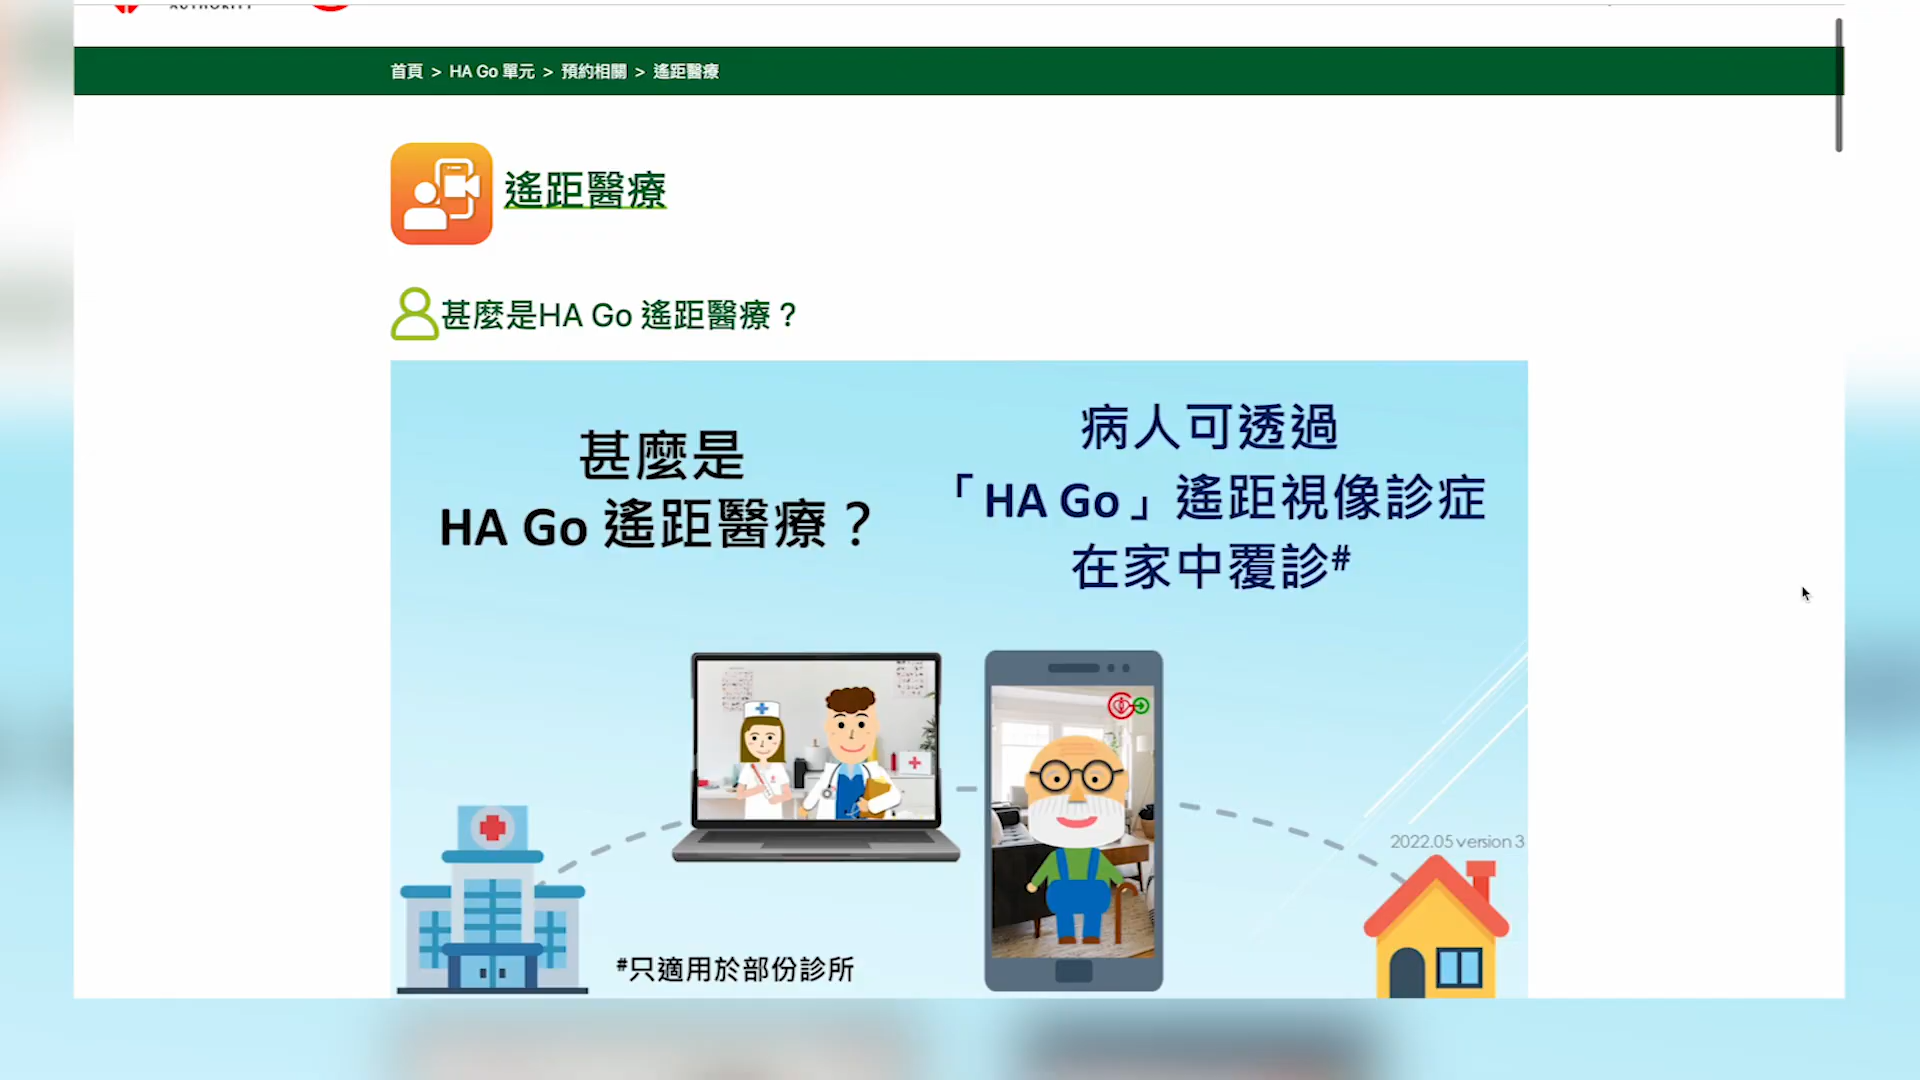 AUTHORITY
首頁 > HA Go 單元 > 預約相關 > 遙距醫療
遙距醫療
甚麼是HA Go 遙距醫療？
甚麼是
HA Go 遙距醫療？
病人可透過
「HA Go」遙距視像診症
在家中覆診#
2022.05 version 3
#只適用於部份診所